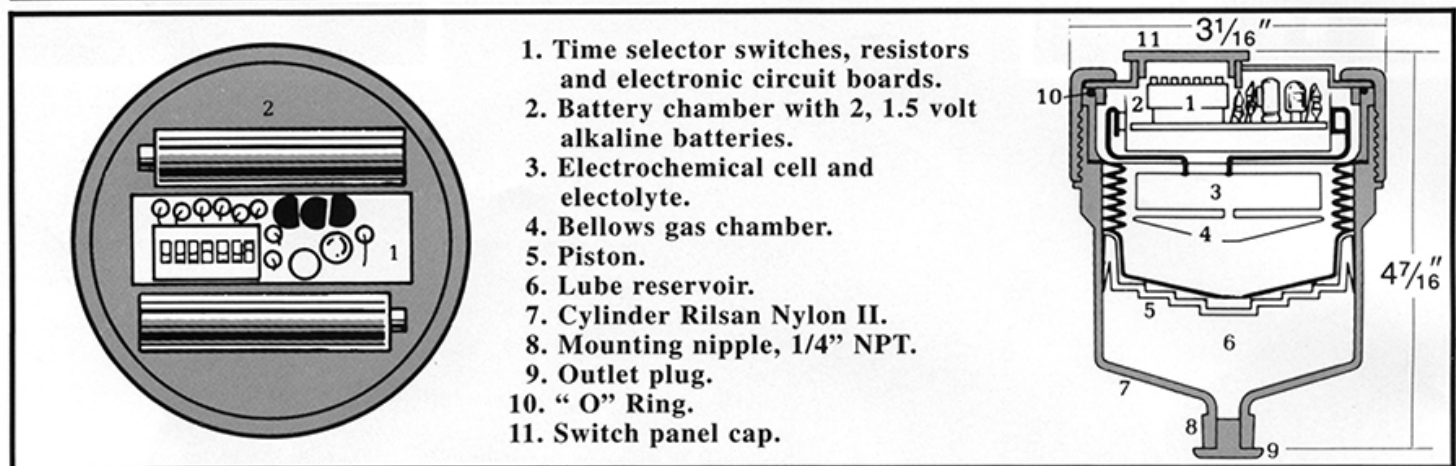 2
1
1. Time selector switches, resistors
and electronic circuit boards.
2. Battery chamber with 2, 1.5 volt
alkaline batteries.
3. Electrochemical cell and
electolyte.
4. Bellows gas chamber.
5. Piston.
6. Lube reservoir.
7. Cylinder Rilsan Nylon II.
8. Mounting nipple, 1/4” NPT.
9. Outlet plug.
10. “ O” Ring.
11. Switch panel cap.
3 1/16 "
11
10
2
1
3
4
4 7/16 "
5
6
7
8
9